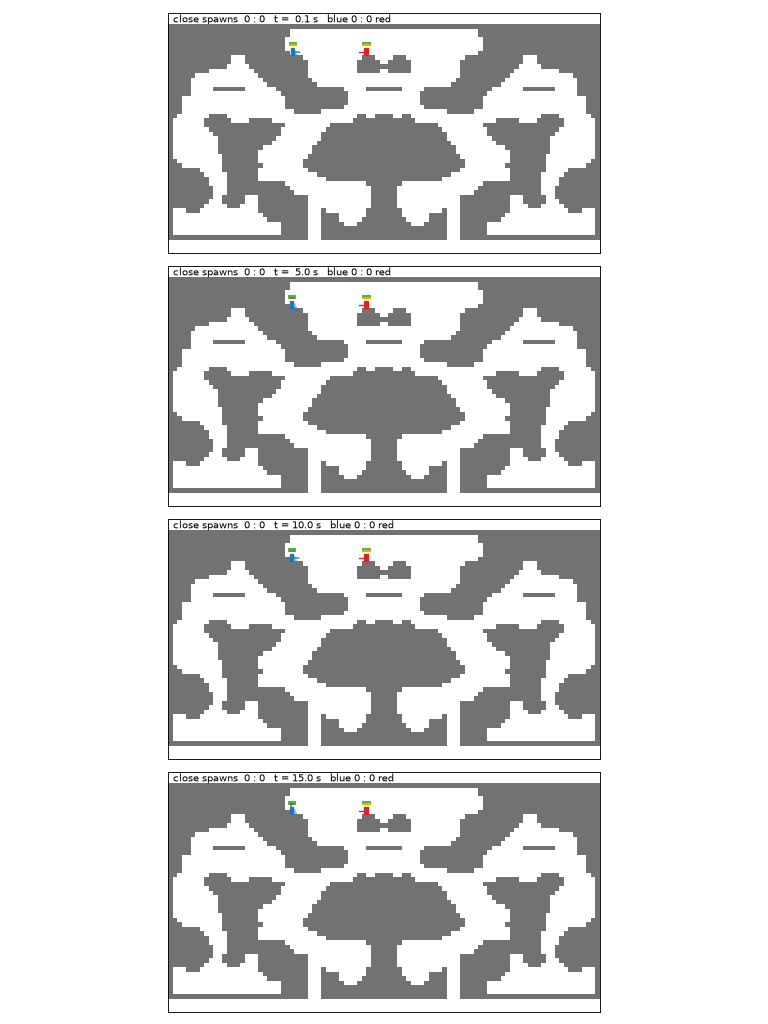 close spawns 0 : 0 t = 0.1 s blue 0 : 0 red
close spawns 0 : 0 t = 5.0 s blue 0 : 0 red
close spawns 0 : 0 t = 10.0 s blue 0 : 0 red
close spawns 0 : 0 t = 15.0 s blue 0 : 0 red